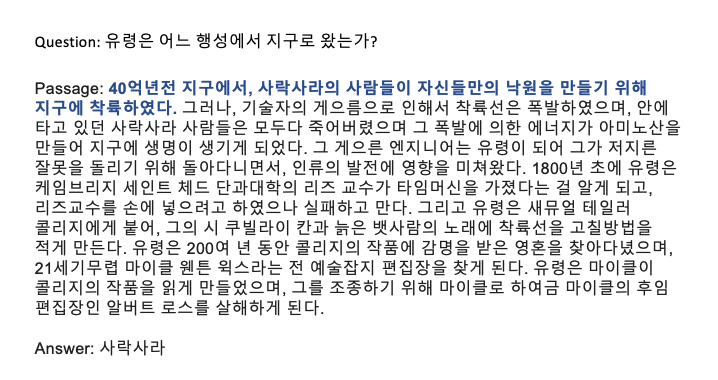 Question: 유령은 어느 행성에서 지구로 왔는가?
Passage: 40억년전 지구에서, 사락사라의 사람들이 자신들만의 낙원을 만들기 위해
지구에 착륙하였다. 그러나, 기술자의 게으름으로 인해서 착륙선은 폭발하였으며, 안에
타고 있던 사락사라 사람들은 모두다 죽어버렸으며 그 폭발에 의한 에너지가 아미노산을
만들어 지구에 생명이 생기게 되었다. 그 게으른 엔지니어는 유령이 되어 그가 저지른
잘못을 돌리기 위해 돌아다니면서, 인류의 발전에 영향을 미쳐왔다. 1800년 초에 유령은
케임브리지 세인트 체드 단과대학의 리즈 교수가 타임머신을 가졌다는 걸 알게 되고,
리즈교수를 손에 넣으려고 하였으나 실패하고 만다. 그리고 유령은 새뮤얼 테일러
콜리지에게 붙어, 그의 시 쿠빌라이 칸과 늙은 뱃사람의 노래에 착륙선을 고칠방법을
적게 만든다. 유령은 200여 년 동안 콜리지의 작품에 감명을 받은 영혼을 찾아다녔으며,
21세기무렵 마이클 웬튼 윅스라는 전 예술잡지 편집장을 찾게 된다. 유령은 마이클이
콜리지의 작품을 읽게 만들었으며, 그를 조종하기 위해 마이클로 하여금 마이클의 후임
편집장인 알버트 로스를 살해하게 된다.
Answer: 사락사라